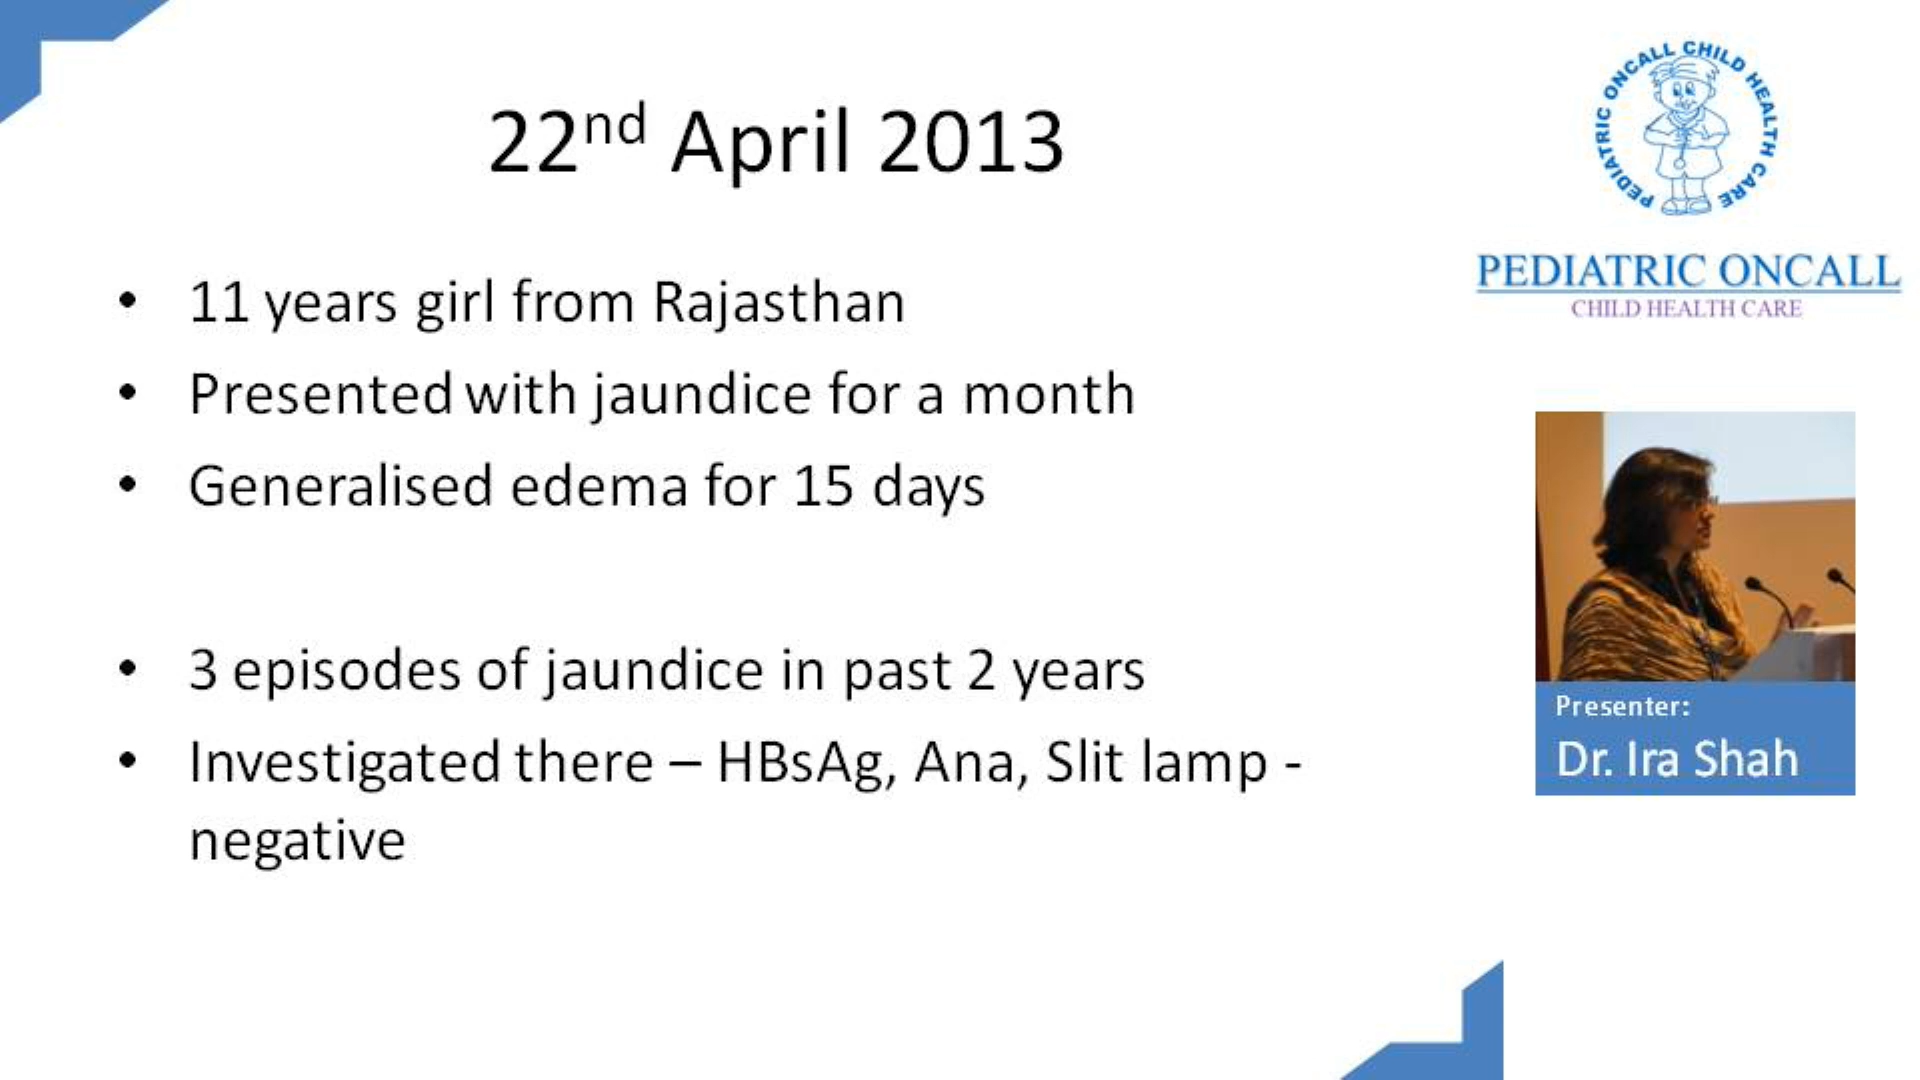 22nd April 2013
• 11 years girl from Rajasthan
• Presented with jaundice for a month
• Generalised edema for 15 days
• 3 episodes of jaundice in past 2 years
• Investigated there – HBsAg, Ana, Slit lamp -
negative
PEDIATRIC ONCALL CHILD HEALTH CARE
PEDIATRIC ONCALL
CHILD HEALTH CARE
Presenter:
Dr. Ira Shah